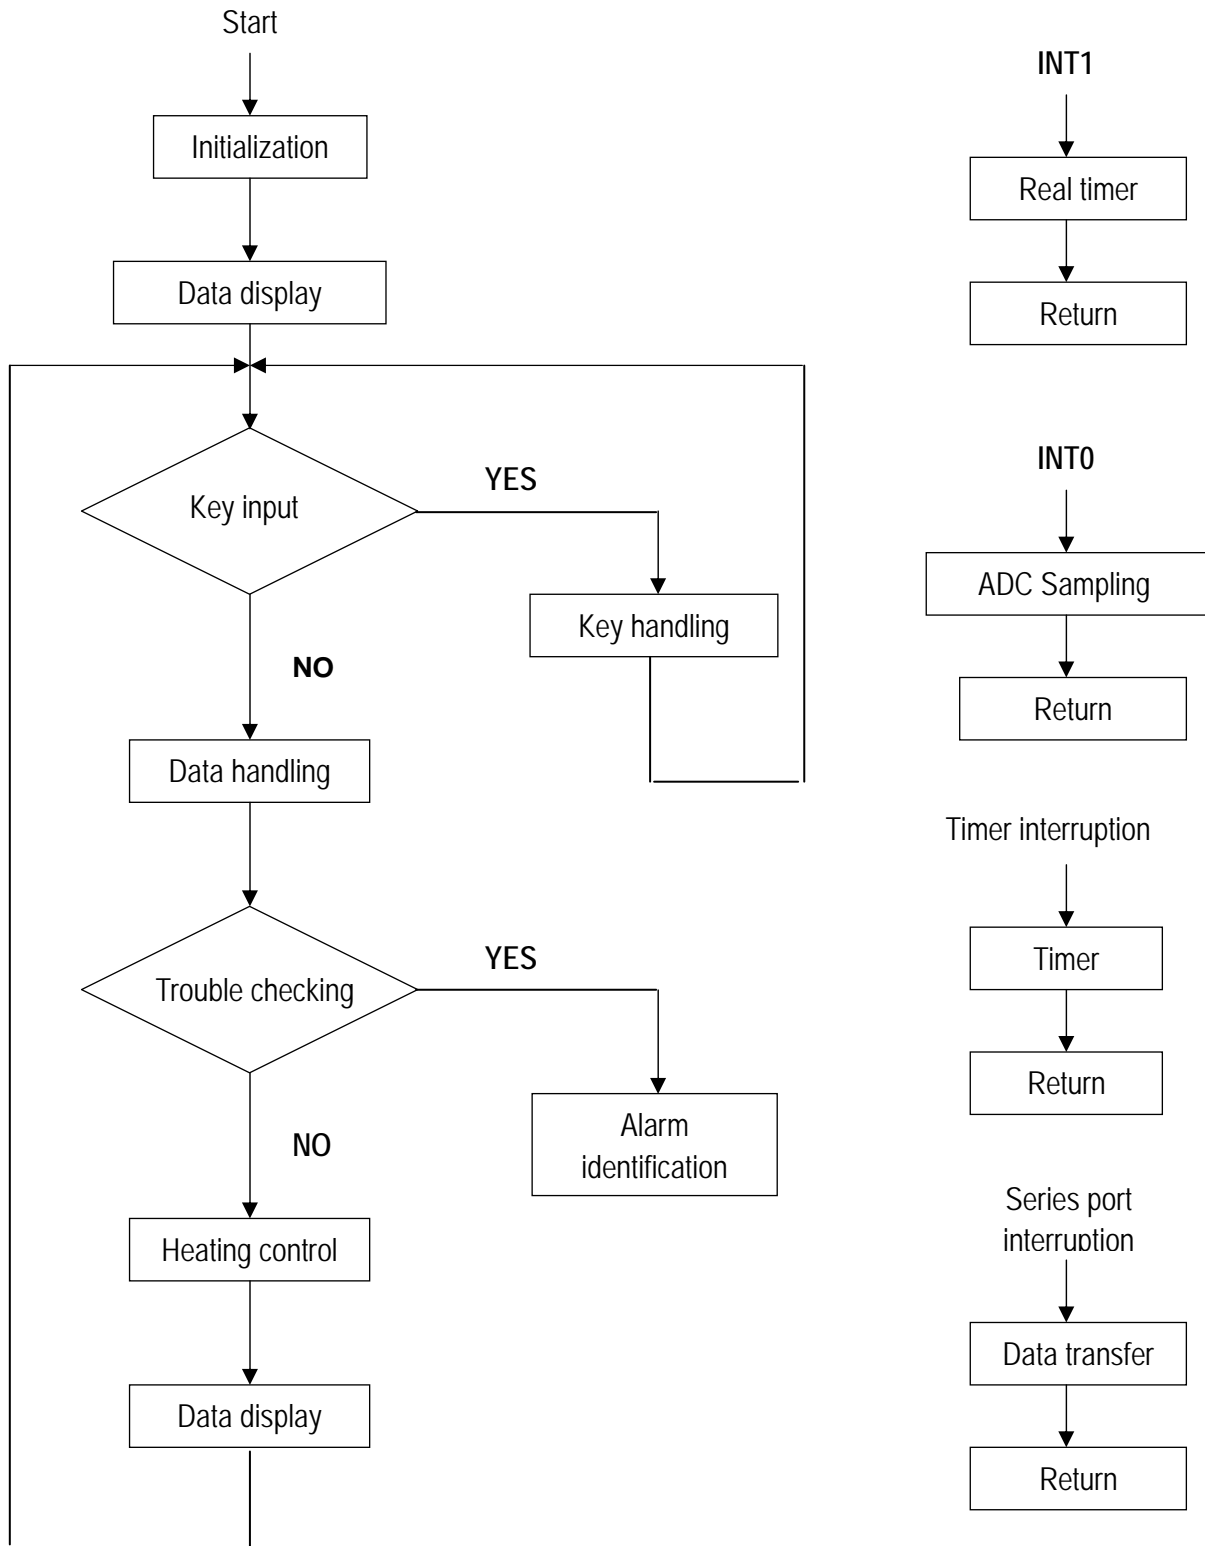 Start
Initialization
Data display
Key input
YES
Key handling
NO
Data handling
Trouble checking
YES
Alarm
identification
NO
Heating control
Data display
INT1
Real timer
Return
INT0
ADC Sampling
Return
Timer interruption
Timer
Return
Series port
interruption
Data transfer
Return